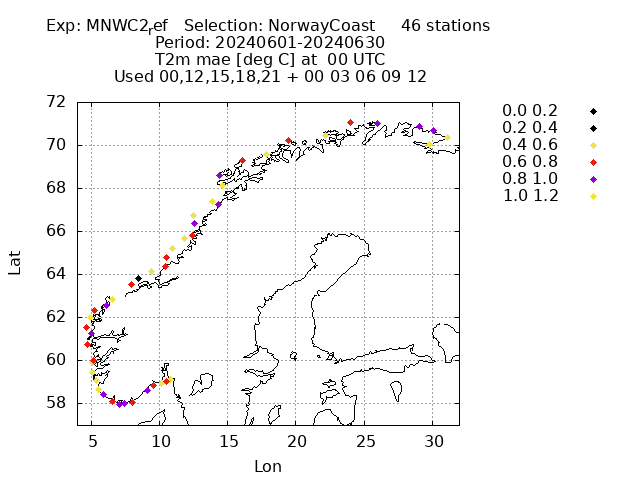 Exp: MNWC2ref Selection: NorwayCoast 46 stations
Period: 20240601-20240630
T2m mae [deg C] at 00 UTC
Used 00,12,15,18,21 + 00 03 06 09 12
0.0 0.2
0.2 0.4
0.4 0.6
0.6 0.8
0.8 1.0
1.0 1.2
72
70
68
66
64
62
60
58
Lat
5 10 15 20 25 30
Lon